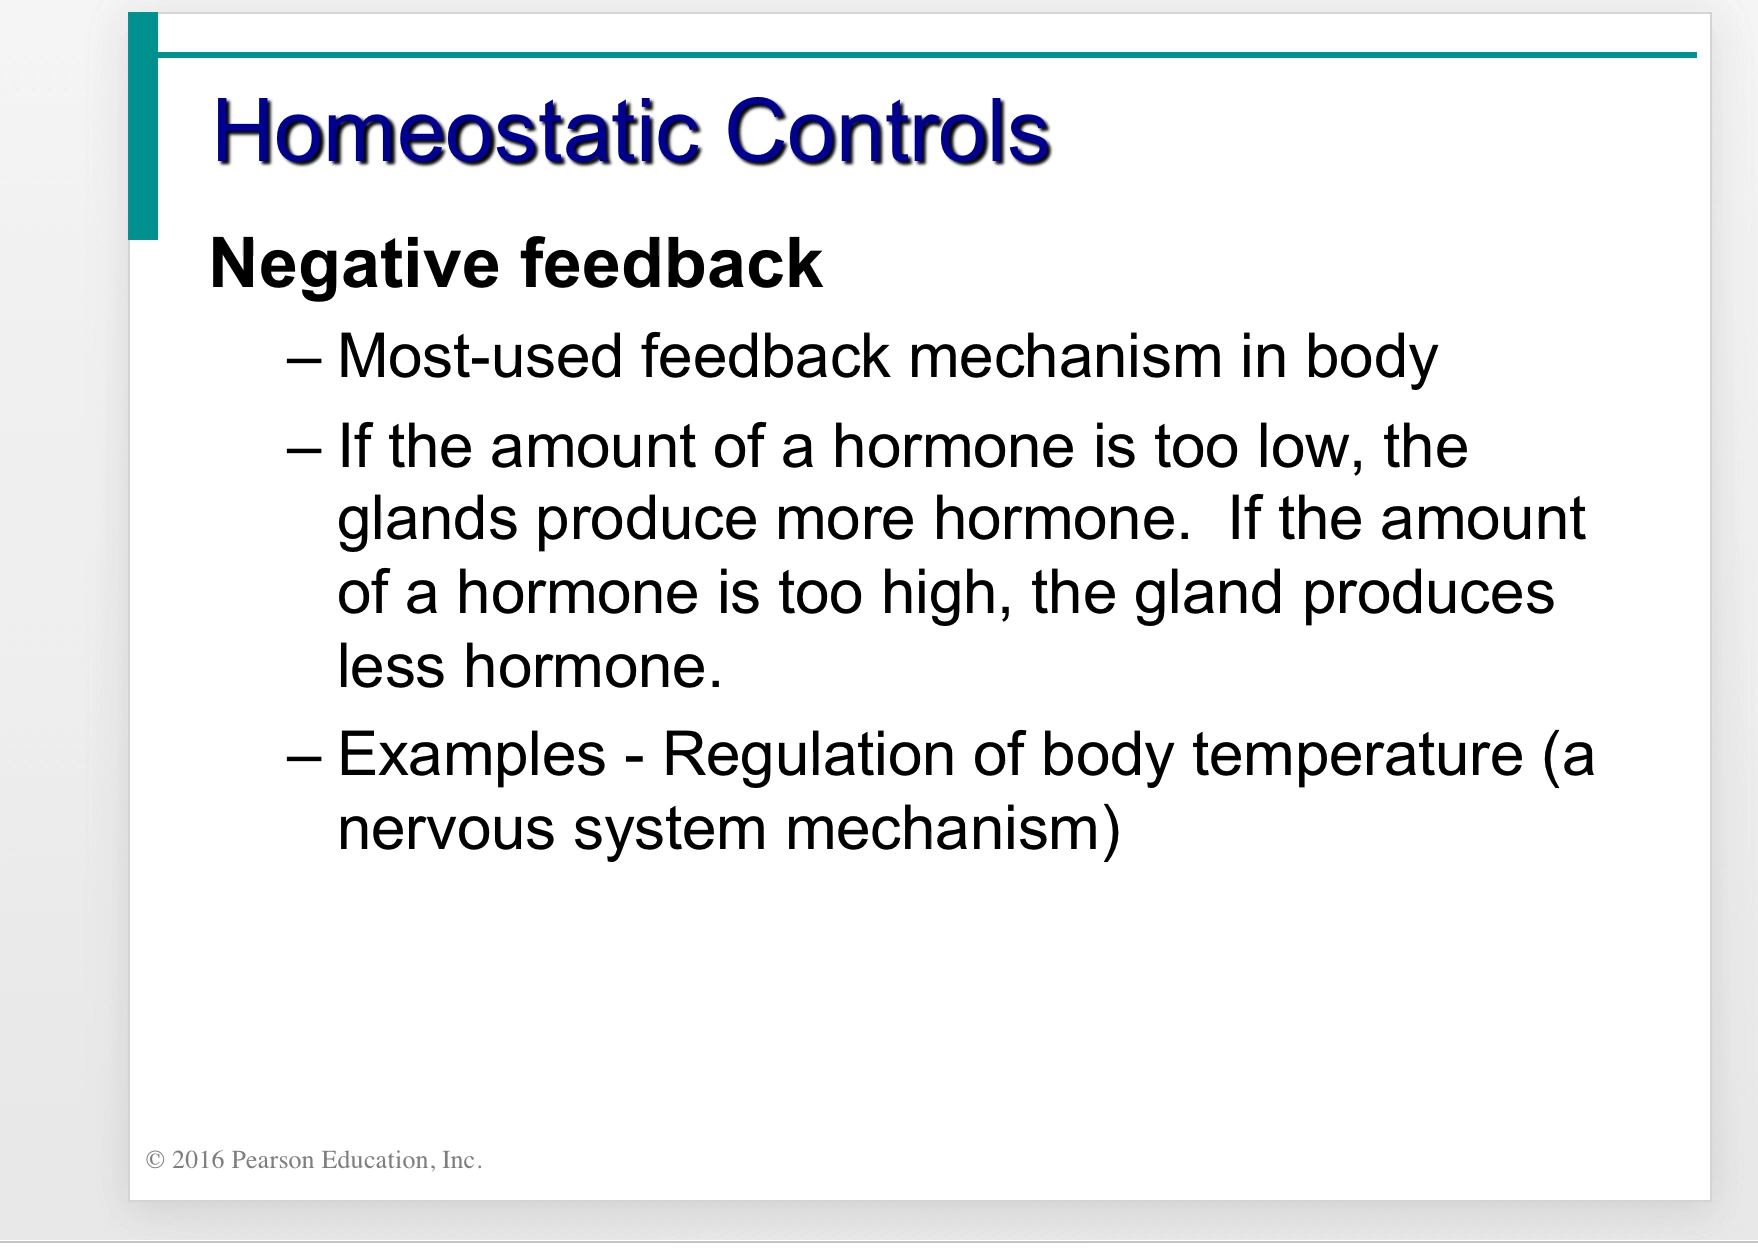 Homeostatic Controls
Negative feedback
– Most-used feedback mechanism in body
– If the amount of a hormone is too low, the
glands produce more hormone.  If the amount
of a hormone is too high, the gland produces
less hormone.
– Examples - Regulation of body temperature (a
nervous system mechanism)
© 2016 Pearson Education, Inc.